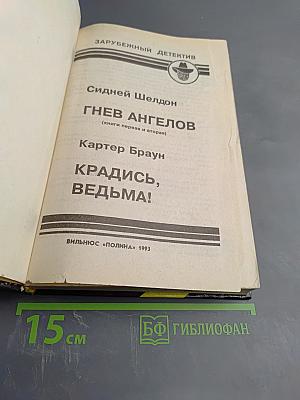 ЗАРУБЕЖНЫЙ ДЕТЕКТИВ
Сидней Шелдон
ГНЕВ АНГЕЛОВ
(книги первая и вторая)
Картер Браун
КРАДИСЬ,
ВЕДЬМА!
ВИЛЬНЮС «ПОЛИНА» 1993
15 см
БФ ГИБЛИОФАН